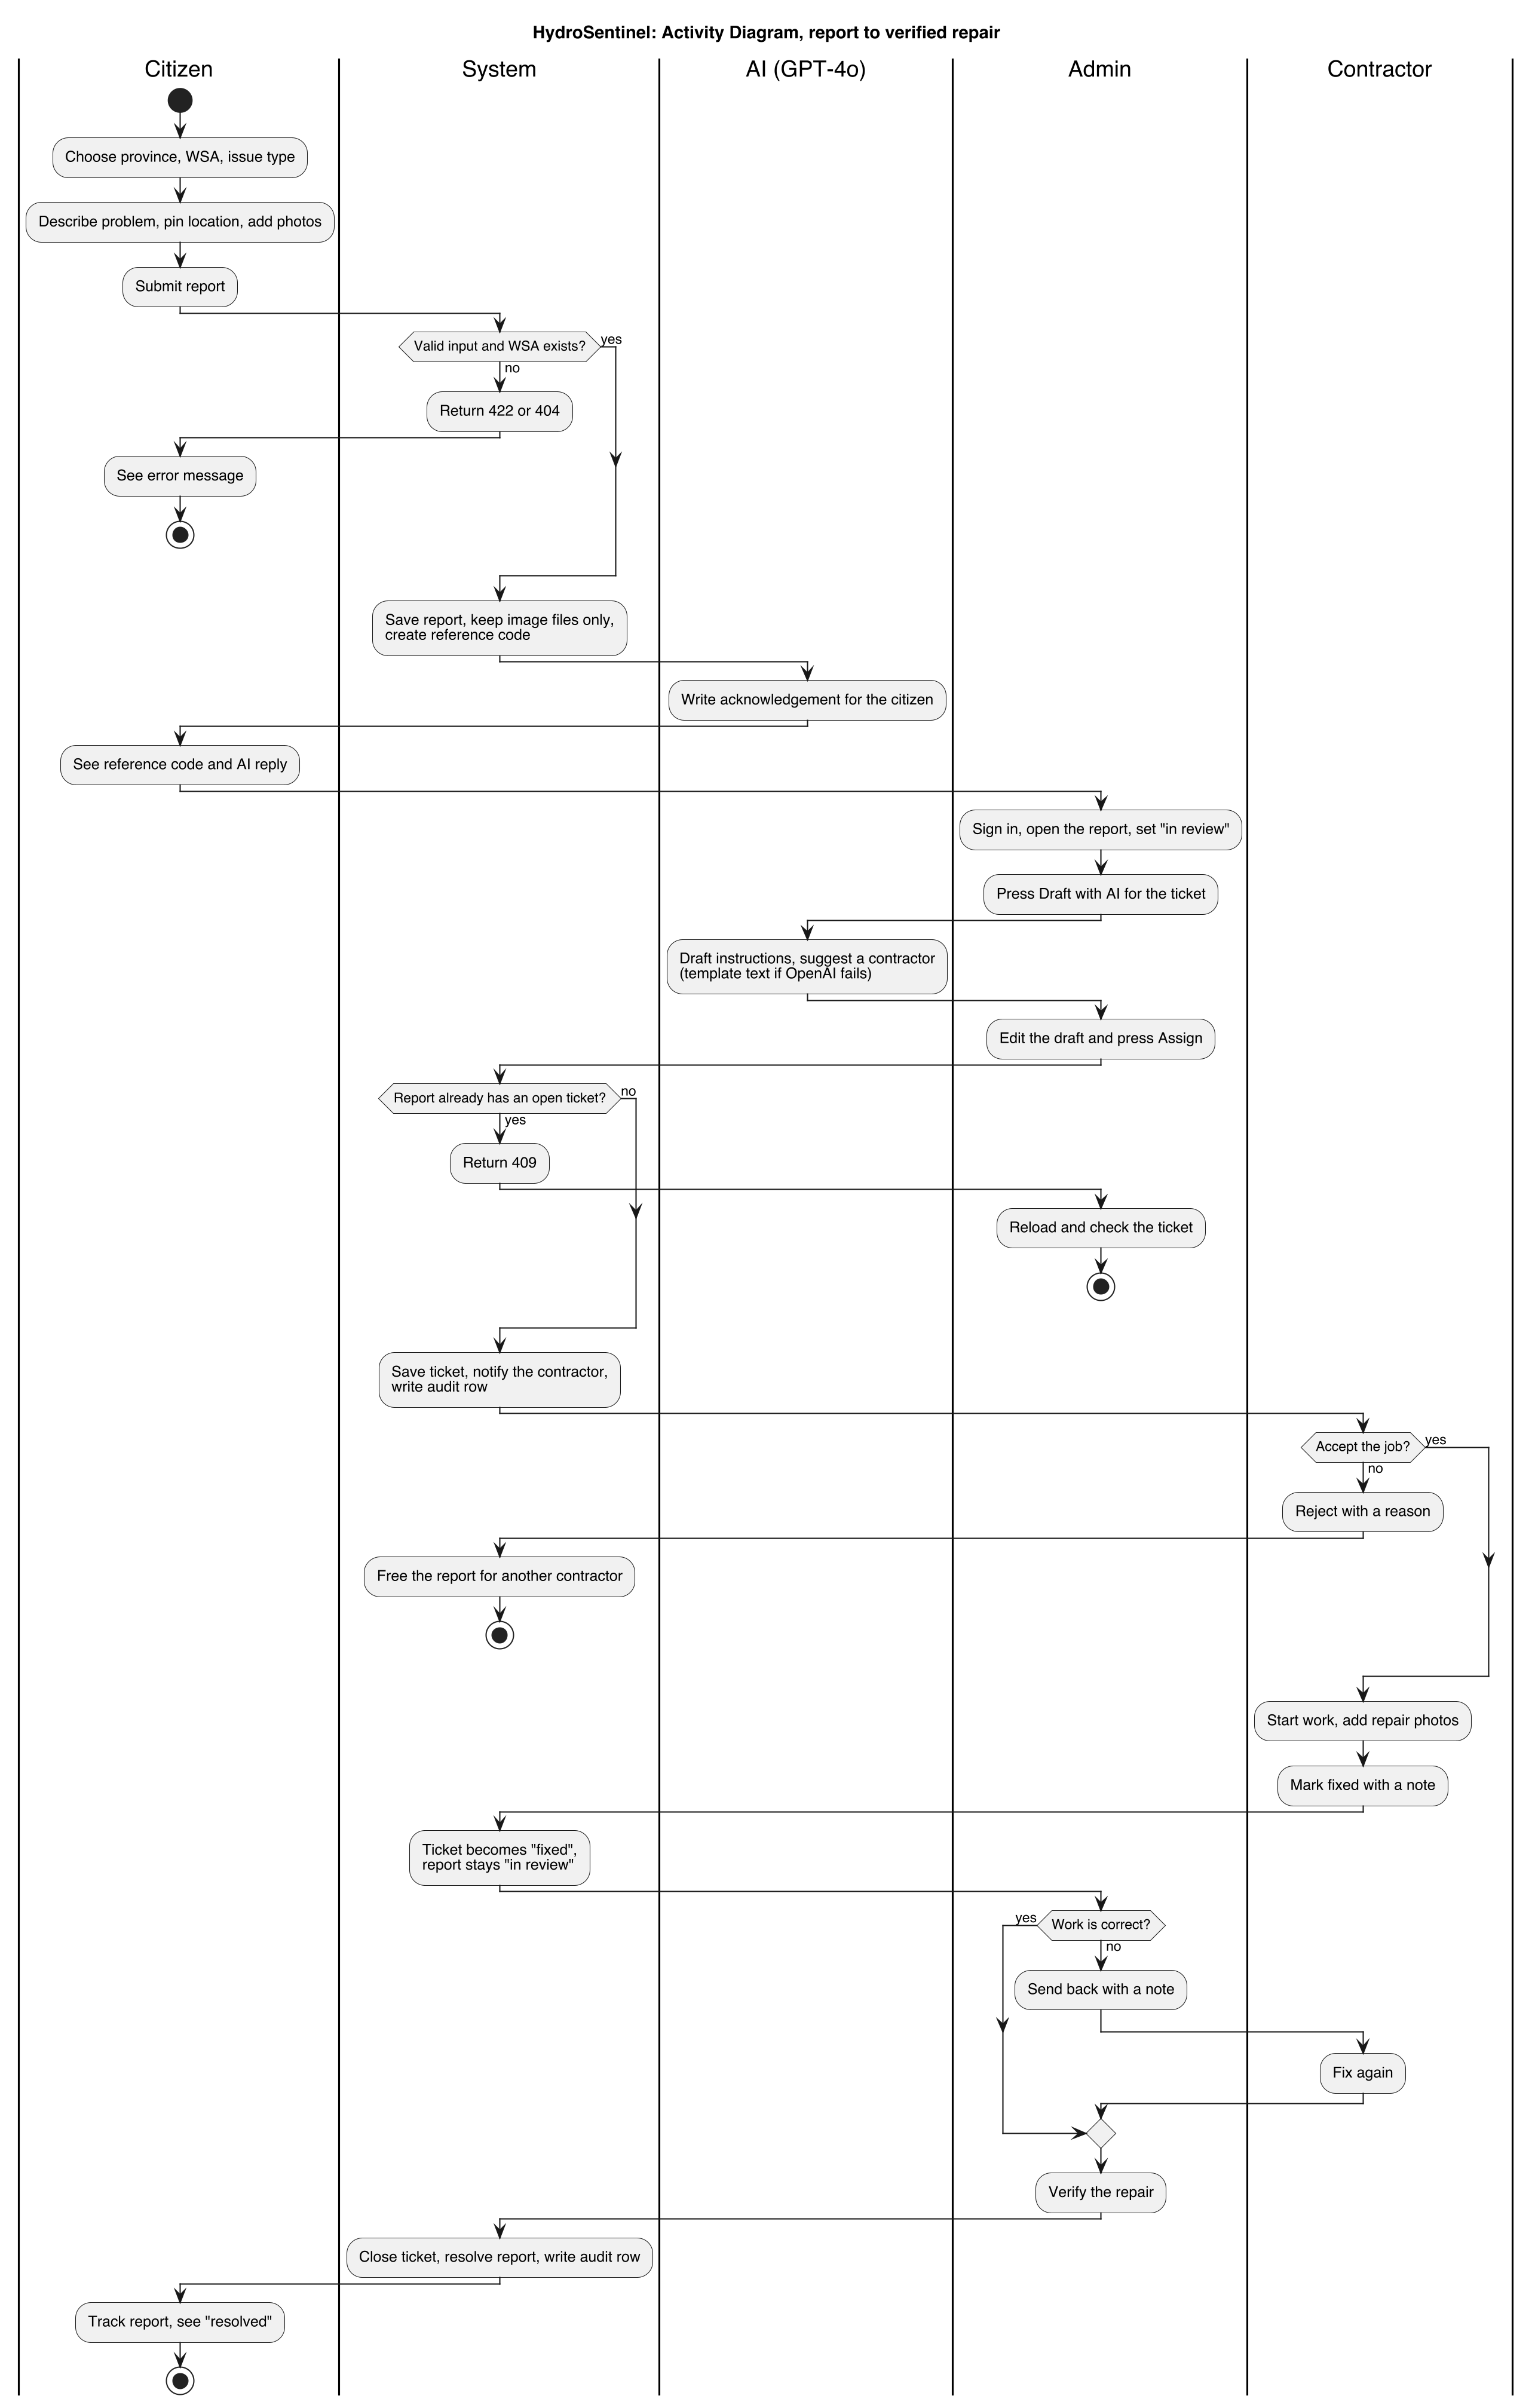 HydroSentinel: Activity Diagram, report to verified repair
Citizen
System
AI (GPT-4o)
Admin
Contractor
Choose province, WSA, issue type
Describe problem, pin location, add photos
Submit report
Valid input and WSA exists?
yes
no
Return 422 or 404
See error message
Save report, keep image files only,
create reference code
Write acknowledgement for the citizen
See reference code and AI reply
Sign in, open the report, set "in review"
Press Draft with AI for the ticket
Draft instructions, suggest a contractor
(template text if OpenAI fails)
Edit the draft and press Assign
Report already has an open ticket?
no
yes
Return 409
Reload and check the ticket
Save ticket, notify the contractor,
write audit row
Accept the job?
yes
no
Reject with a reason
Free the report for another contractor
Start work, add repair photos
Mark fixed with a note
Ticket becomes "fixed",
report stays "in review"
yes
Work is correct?
no
Send back with a note
Fix again
Verify the repair
Close ticket, resolve report, write audit row
Track report, see "resolved"